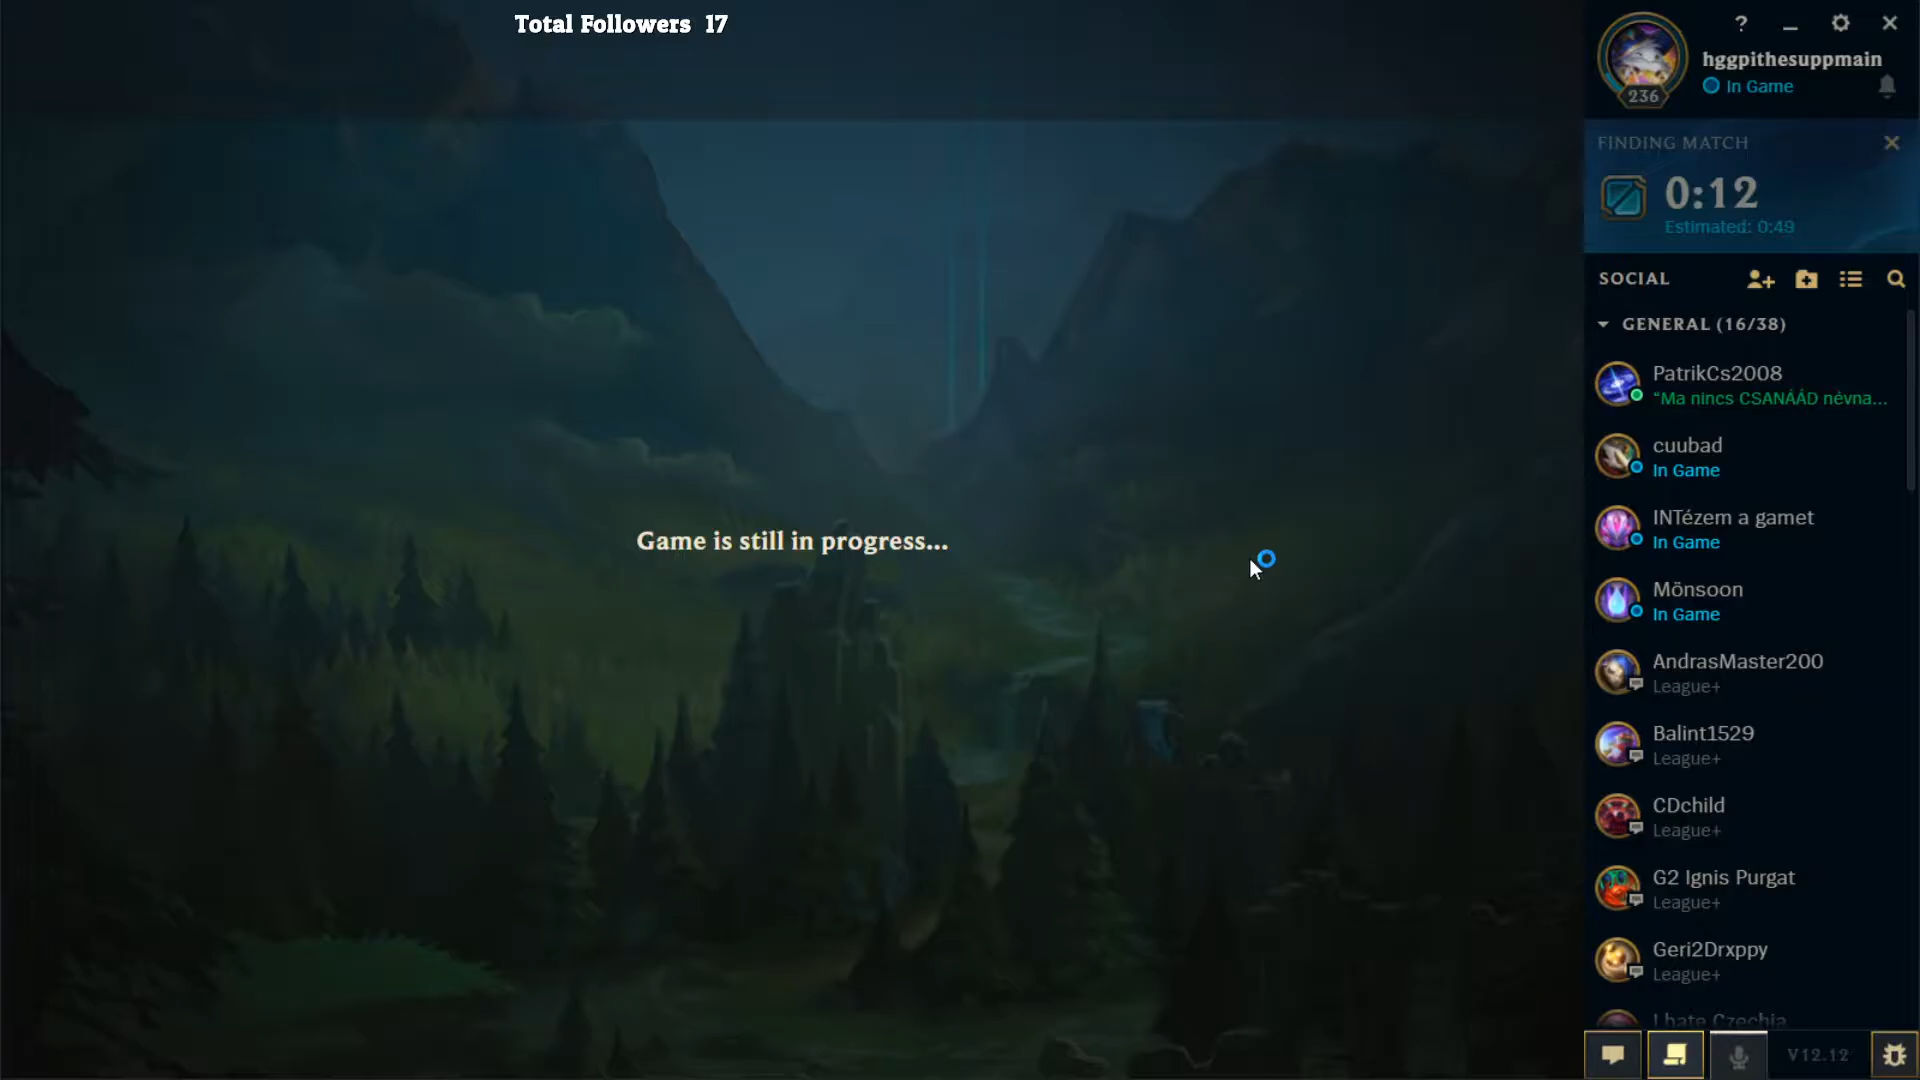 Total Followers 17
?
hggpithesuppmain
In Game
236
FINDING MATCH
0:12
Estimated: 0:49
SOCIAL
GENERAL (16/38)
PatrikCs2008
“Ma nincs CSANÁÁD névna...
cuubad
In Game
INTézem a gamet
In Game
Game is still in progress...
Mönsoon
In Game
AndrasMaster200
League+
Balint1529
League+
CDchild
League+
G2 Ignis Purgat
League+
Geri2Drxppy
League+
I hate Czechia
V12.12